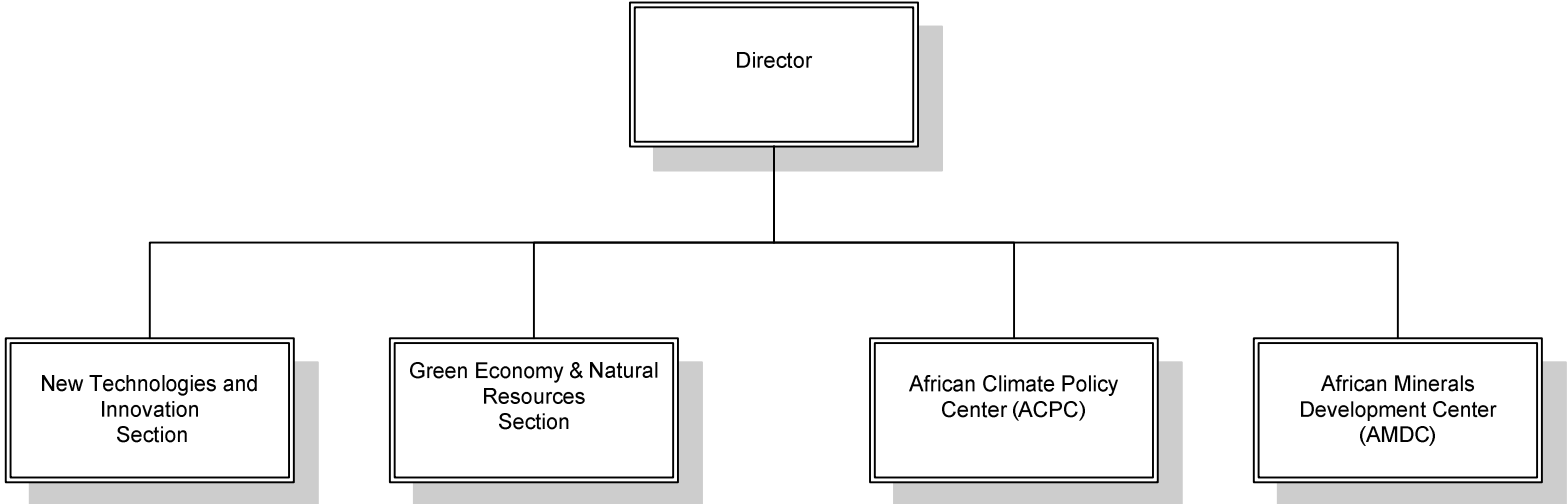 Director
New Technologies and
Innovation
Section
Green Economy & Natural
Resources
Section
African Climate Policy
Center (ACPC)
African Minerals
Development Center
(AMDC)